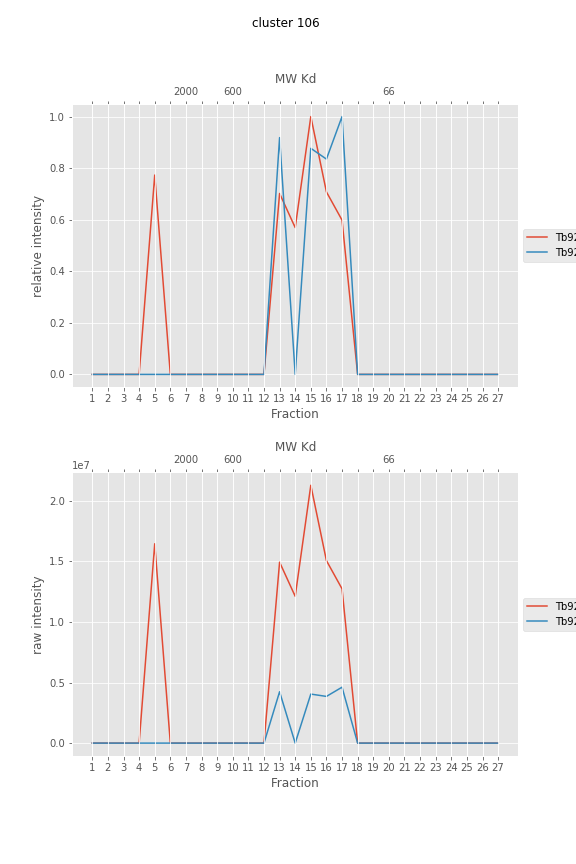 cluster 106
MW Kd
2000 600 66
1.0
0.8
0.6
0.4
0.2
0.0
relative intensity
Tb92
Tb92
1 2 3 4 5 6 7 8 9 10 11 12 13 14 15 16 17 18 19 20 21 22 23 24 25 26 27
Fraction
MW Kd
2000 600 66
1e7
2.0
1.5
1.0
0.5
0.0
raw intensity
Tb92
Tb92
1 2 3 4 5 6 7 8 9 10 11 12 13 14 15 16 17 18 19 20 21 22 23 24 25 26 27
Fraction